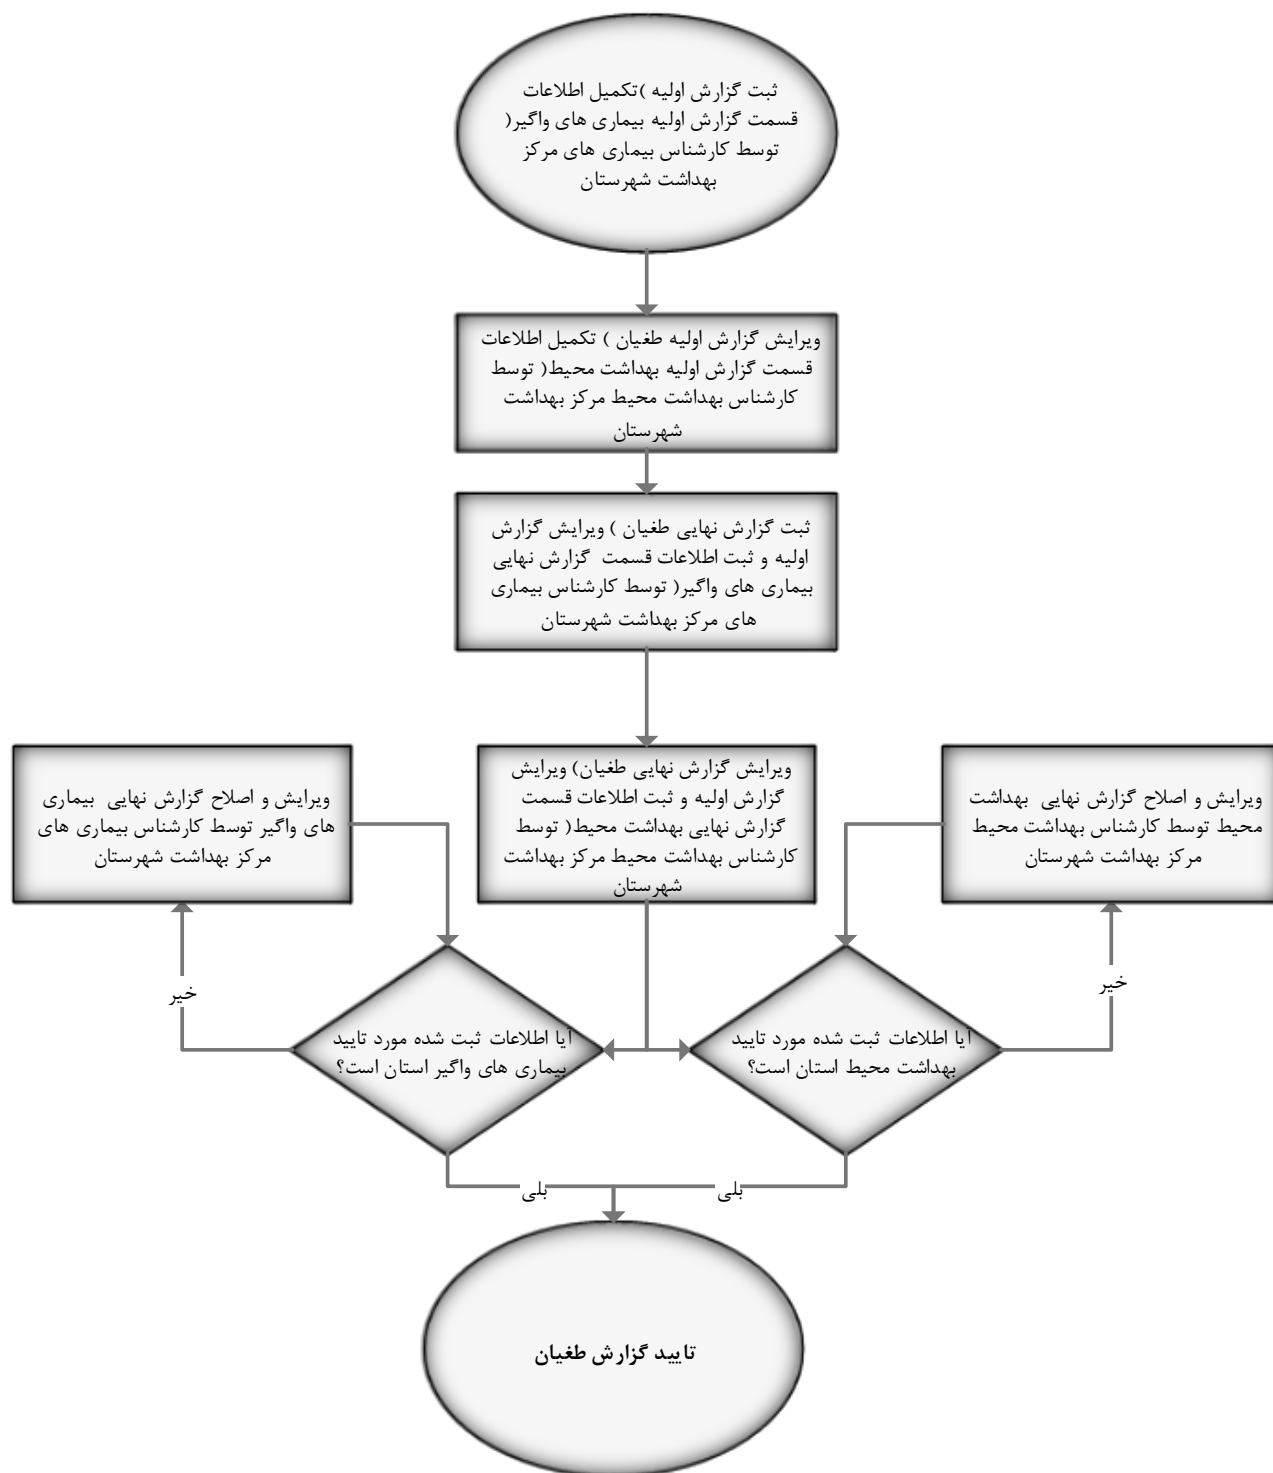 ثبت گزارش اولیه )تکمیل اطلاعات
قسمت گزارش اولیه بیماری های واگیر(
توسط کارشناس بیماری های مرکز
بهداشت شهرستان
ویرایش گزارش اولیه طغیان ) تکمیل اطلاعات
قسمت گزارش اولیه بهداشت محیط( توسط
کارشناس بهداشت محیط مرکز بهداشت
شهرستان
ثبت گزارش نهایی طغیان ) ویرایش گزارش
اولیه و ثبت اطلاعات قسمت گزارش نهایی
بیماری های واگیر( توسط کارشناس بیماری
های مرکز بهداشت شهرستان
ویرایش گزارش نهایی طغیان) ویرایش
گزارش اولیه و ثبت اطلاعات قسمت
گزارش نهایی بهداشت محیط( توسط
کارشناس بهداشت محیط مرکز بهداشت
شهرستان
ویرایش و اصلاح گزارش نهایی بهداشت
محیط توسط کارشناس بهداشت محیط
مرکز بهداشت شهرستان
ویرایش و اصلاح گزارش نهایی بیماری
های واگیر توسط کارشناس بیماری های
مرکز بهداشت شهرستان
خیر
خیر
آیا اطلاعات ثبت شده مورد تایید
بهداشت محیط استان است؟
آیا اطلاعات ثبت شده مورد تایید
بیماری های واگیر استان است؟
بلی
بلی
تایید گزارش طغیان